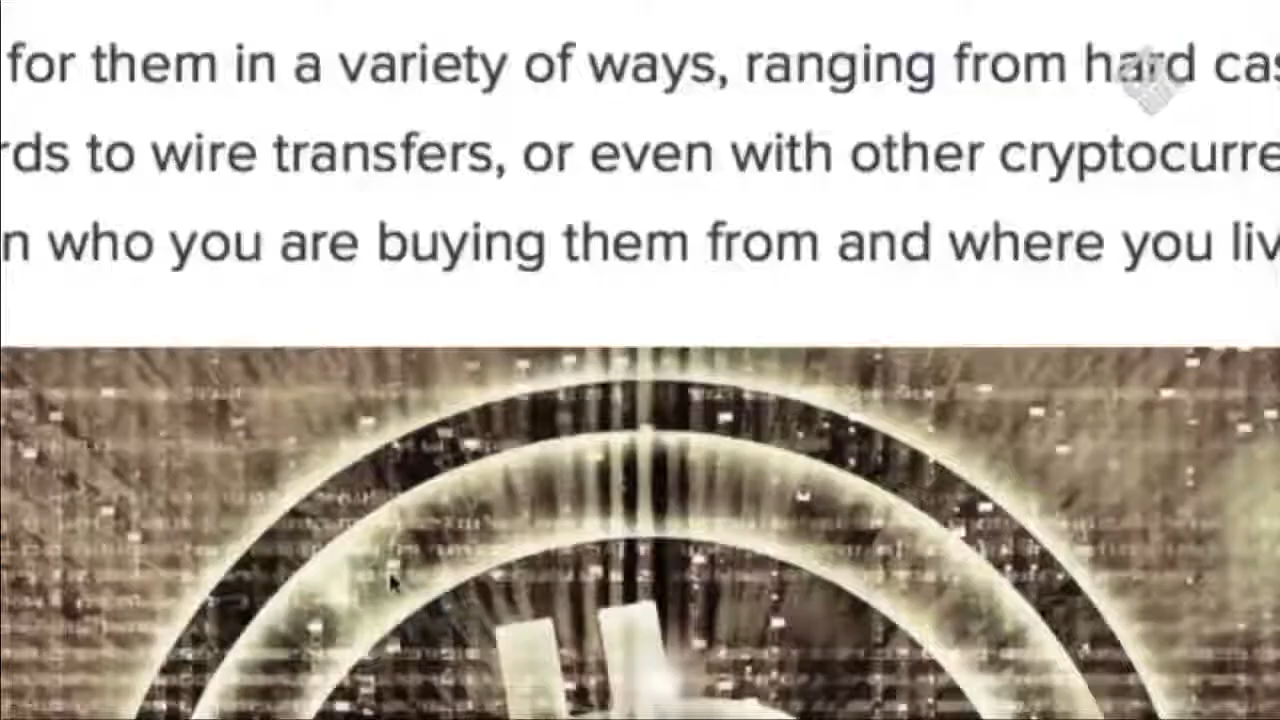 for them in a variety of ways, ranging from hard cas
rds to wire transfers, or even with other cryptocurre
n who you are buying them from and where you liv